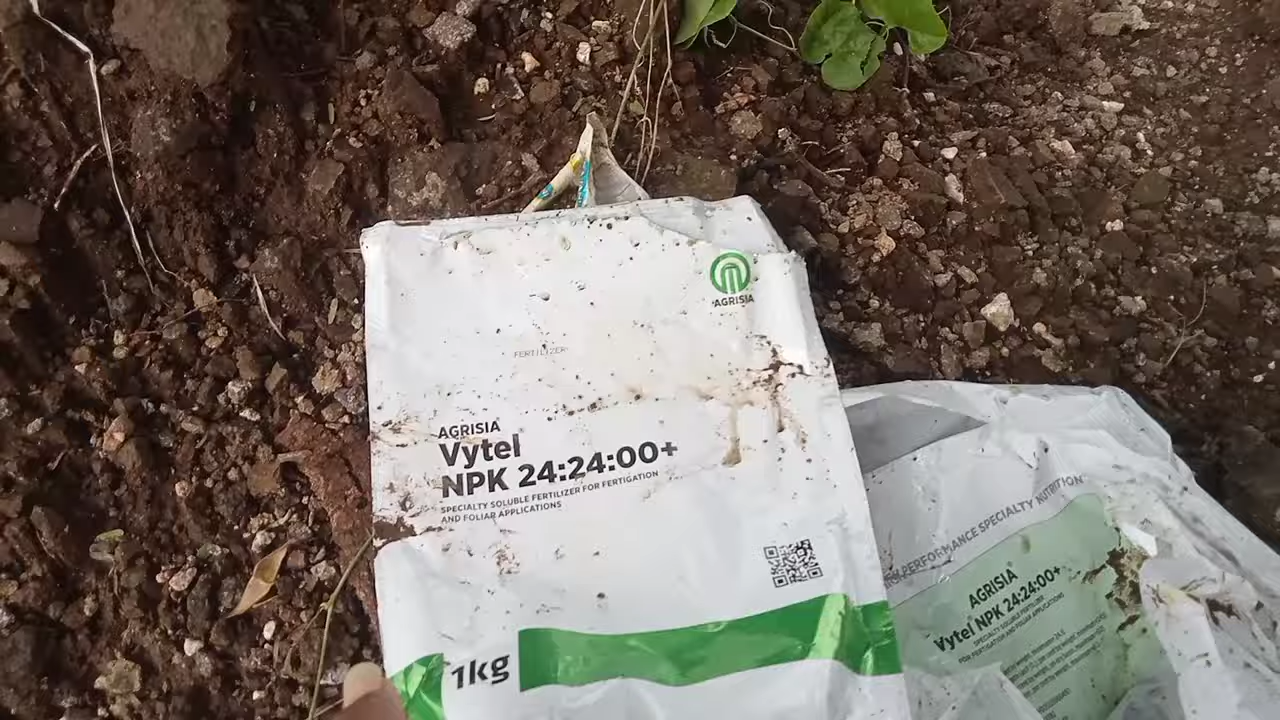 AGRISIA
FERTILIZER
AGRISIA
Vytel
NPK 24:24:00+
SPECIALTY SOLUBLE FERTILIZER FOR FERTIGATION
AND FOLIAR APPLICATIONS
1kg
PERFORMANCE SPECIALTY NUTRITION
AGRISIA
Vytel NPK 24:24:00+
SPECIALTY SOLUBLE FERTILIZER
FOR FERTIGATION AND FOLIAR APPLICATIONS